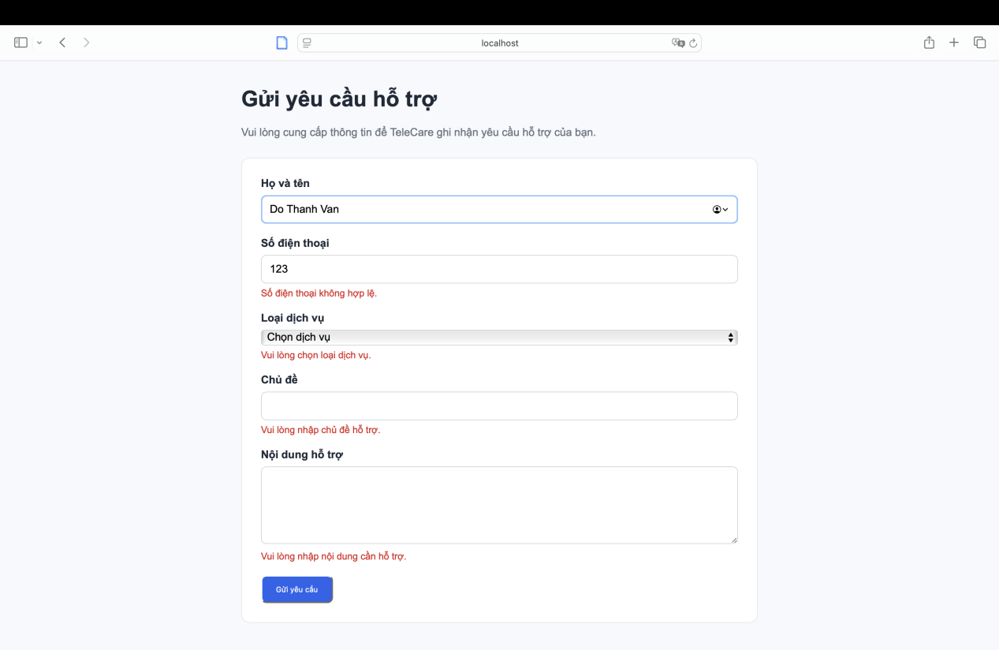 localhost
Gửi yêu cầu hỗ trợ
Vui lòng cung cấp thông tin để TeleCare ghi nhận yêu cầu hỗ trợ của bạn.
Họ và tên
Do Thanh Van
Số điện thoại
123
Số điện thoại không hợp lệ.
Loại dịch vụ
Chọn dịch vụ
Vui lòng chọn loại dịch vụ.
Chủ đề
Vui lòng nhập chủ đề hỗ trợ.
Nội dung hỗ trợ
Vui lòng nhập nội dung cần hỗ trợ.
Gửi yêu cầu